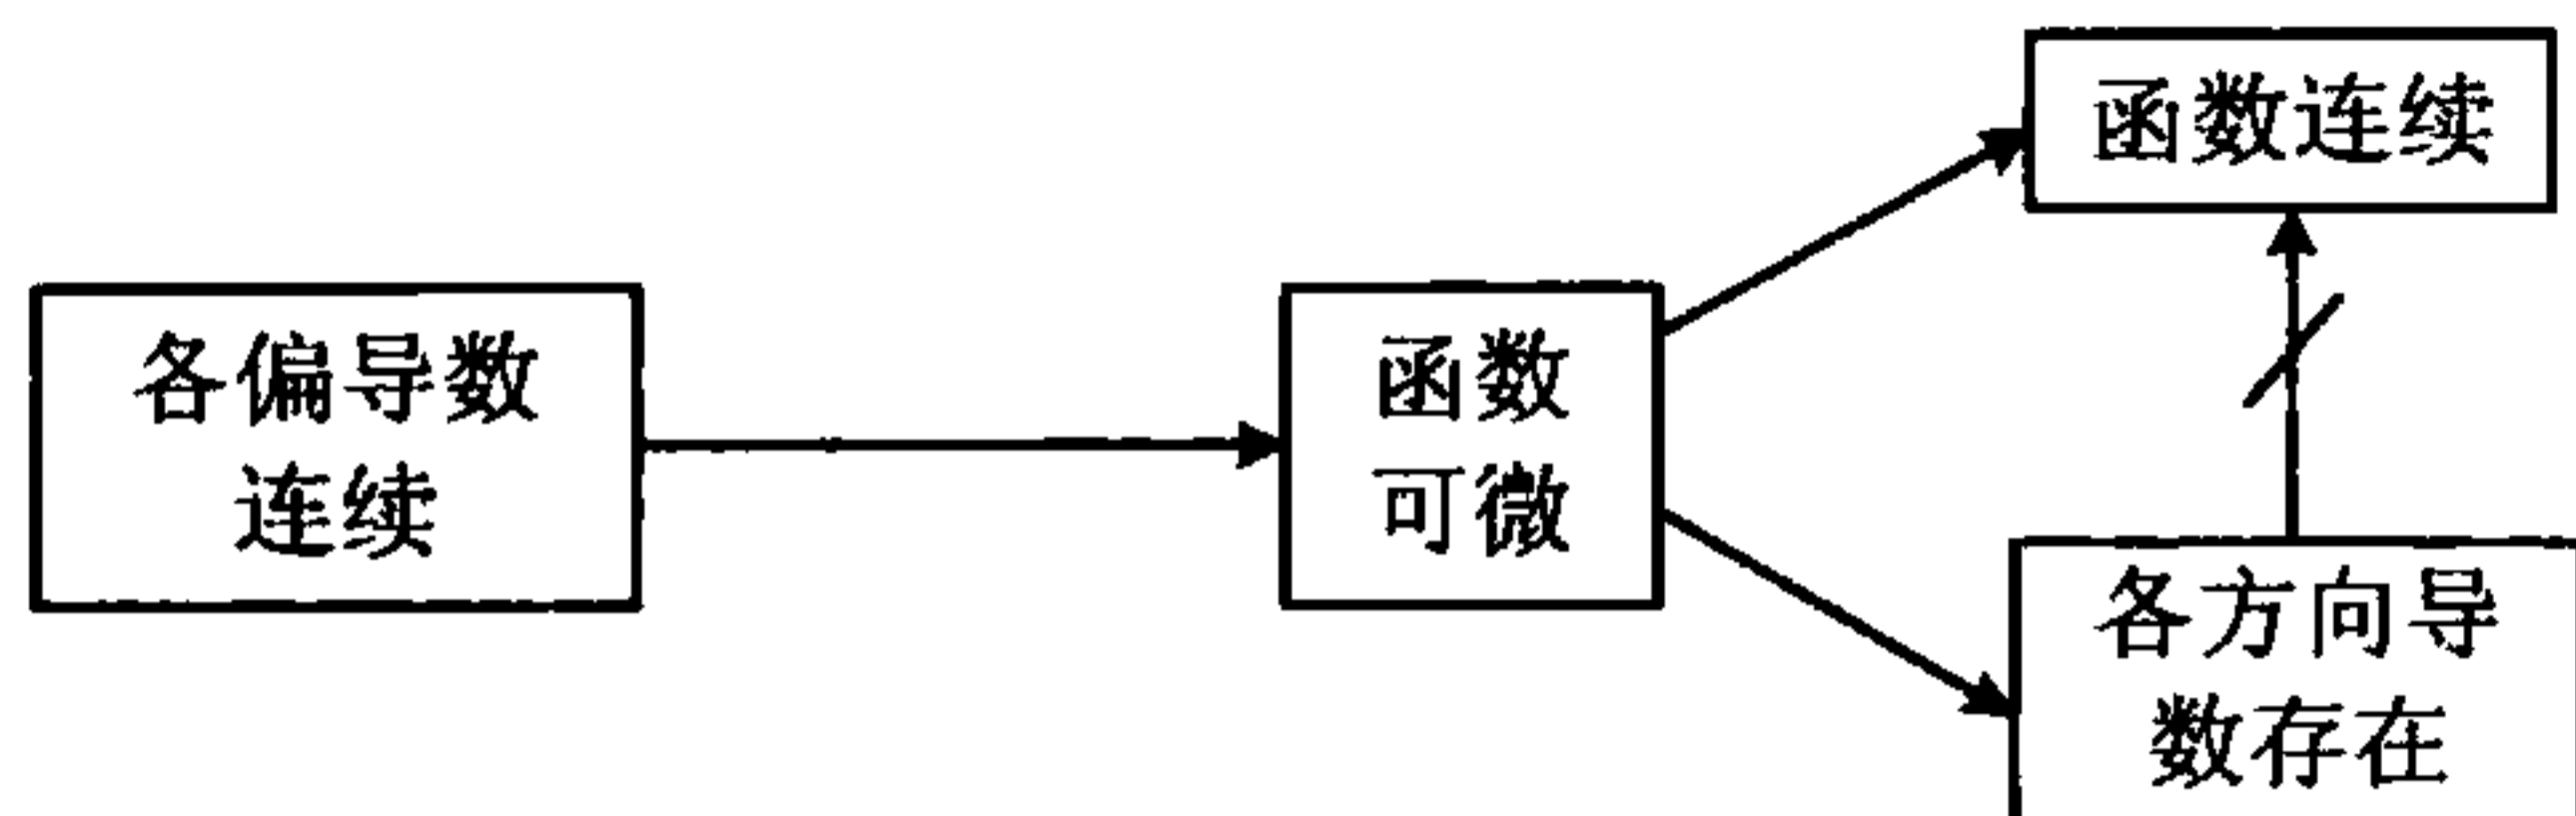 函数连续
各偏导数
连续
函数
可微
各方向导
数存在